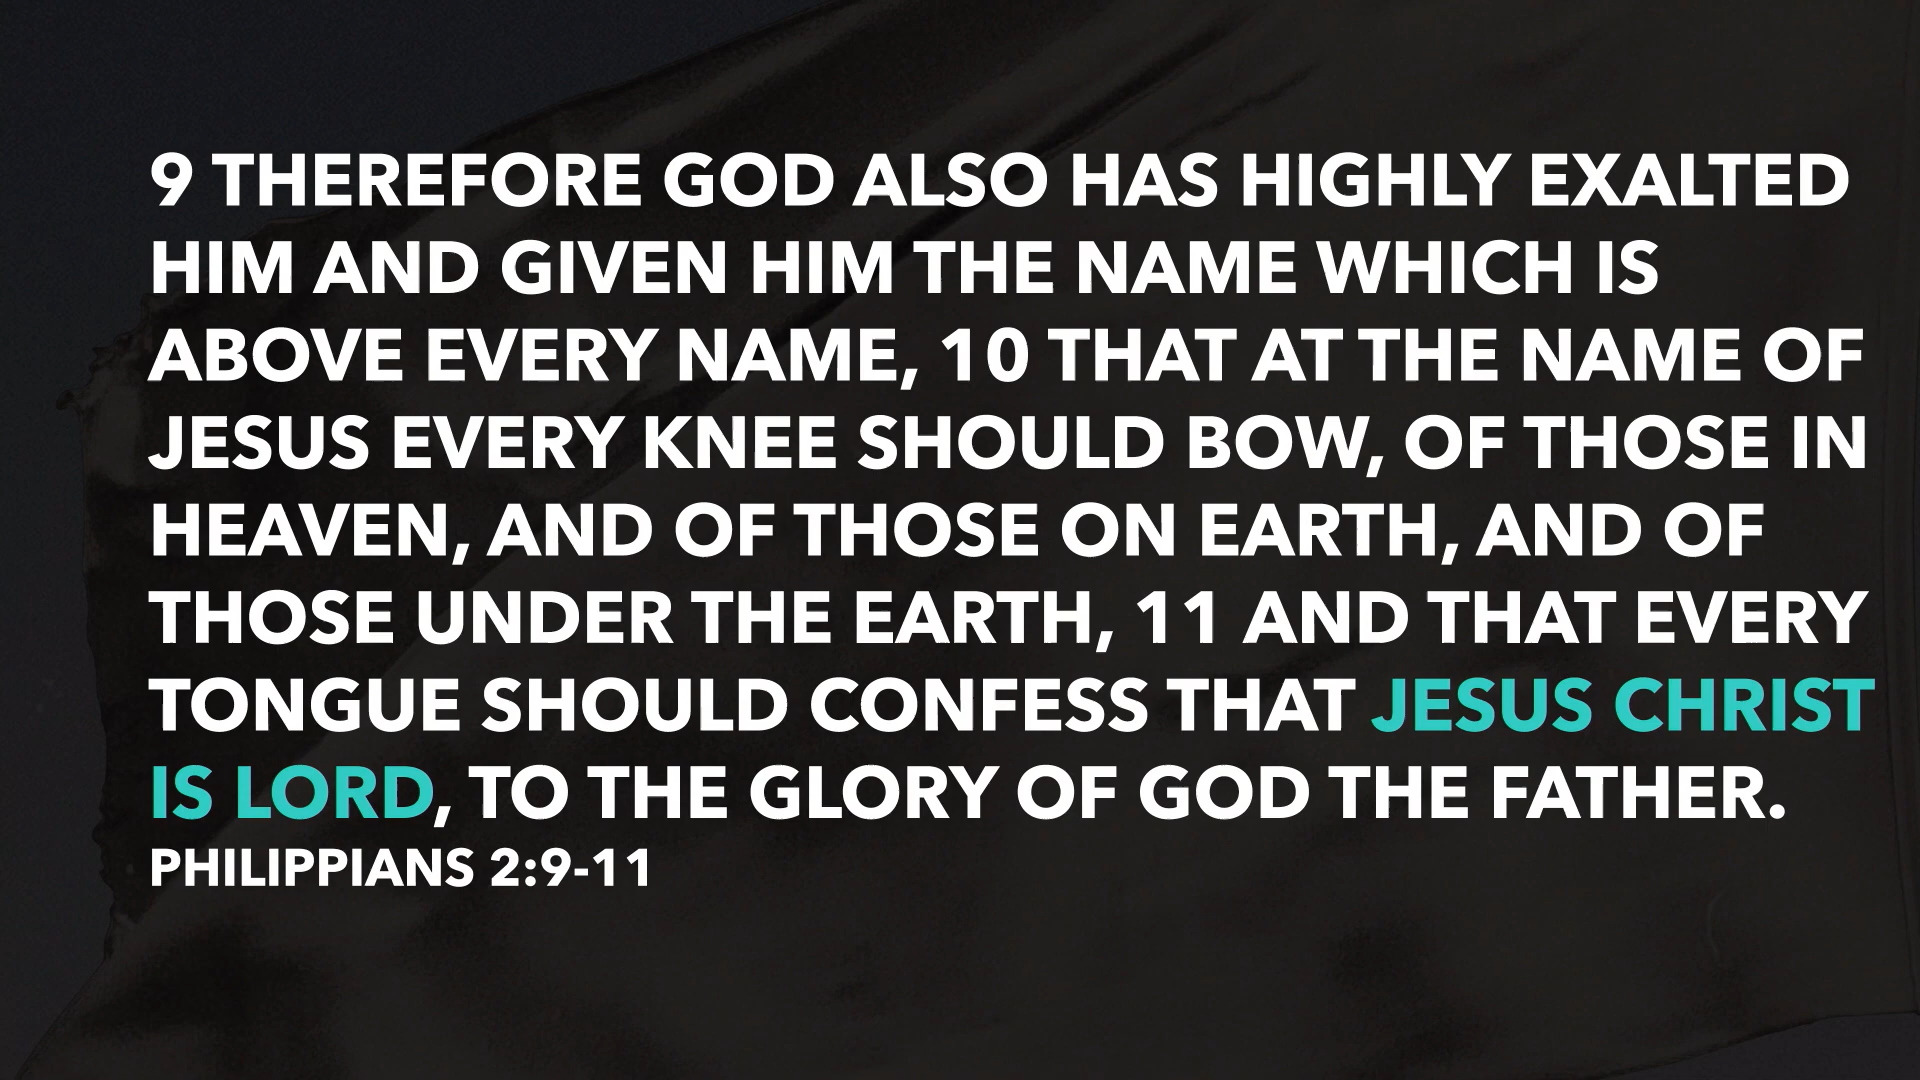 9 THEREFORE GOD ALSO HAS HIGHLY EXALTED
HIM AND GIVEN HIM THE NAME WHICH IS
ABOVE EVERY NAME, 10 THAT AT THE NAME OF
JESUS EVERY KNEE SHOULD BOW, OF THOSE IN
HEAVEN, AND OF THOSE ON EARTH, AND OF
THOSE UNDER THE EARTH, 11 AND THAT EVERY
TONGUE SHOULD CONFESS THAT JESUS CHRIST
IS LORD, TO THE GLORY OF GOD THE FATHER.
PHILIPPIANS 2:9-11